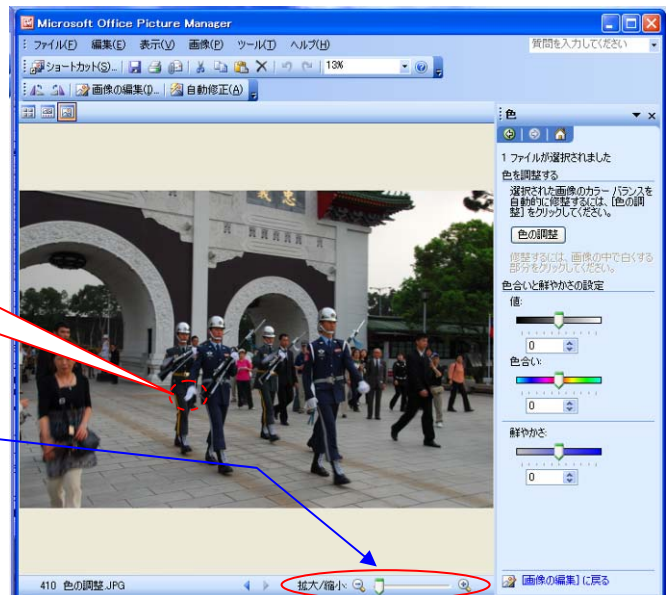 Microsoft Office Picture Manager
ファイル(F) 編集(E) 表示(V) 画像(P) ツール(T) ヘルプ(H)
質問を入力してください
ショートカット(S)... 13%
画像の編集(I)... 自動修正(A)
色
1 ファイルが選択されました
色を調整する
選択された画像のカラー バランスを
自動的に修整するには、[色の調
整] をクリックしてください。
色の調整
修整するには、画像の中で白くする
部分をクリックしてください。
色合いと鮮やかさの設定
値:
0
色合い:
0
鮮やかさ:
0
忠 義
410 色の調整.JPG
拡大/縮小:
[画像の編集] に戻る